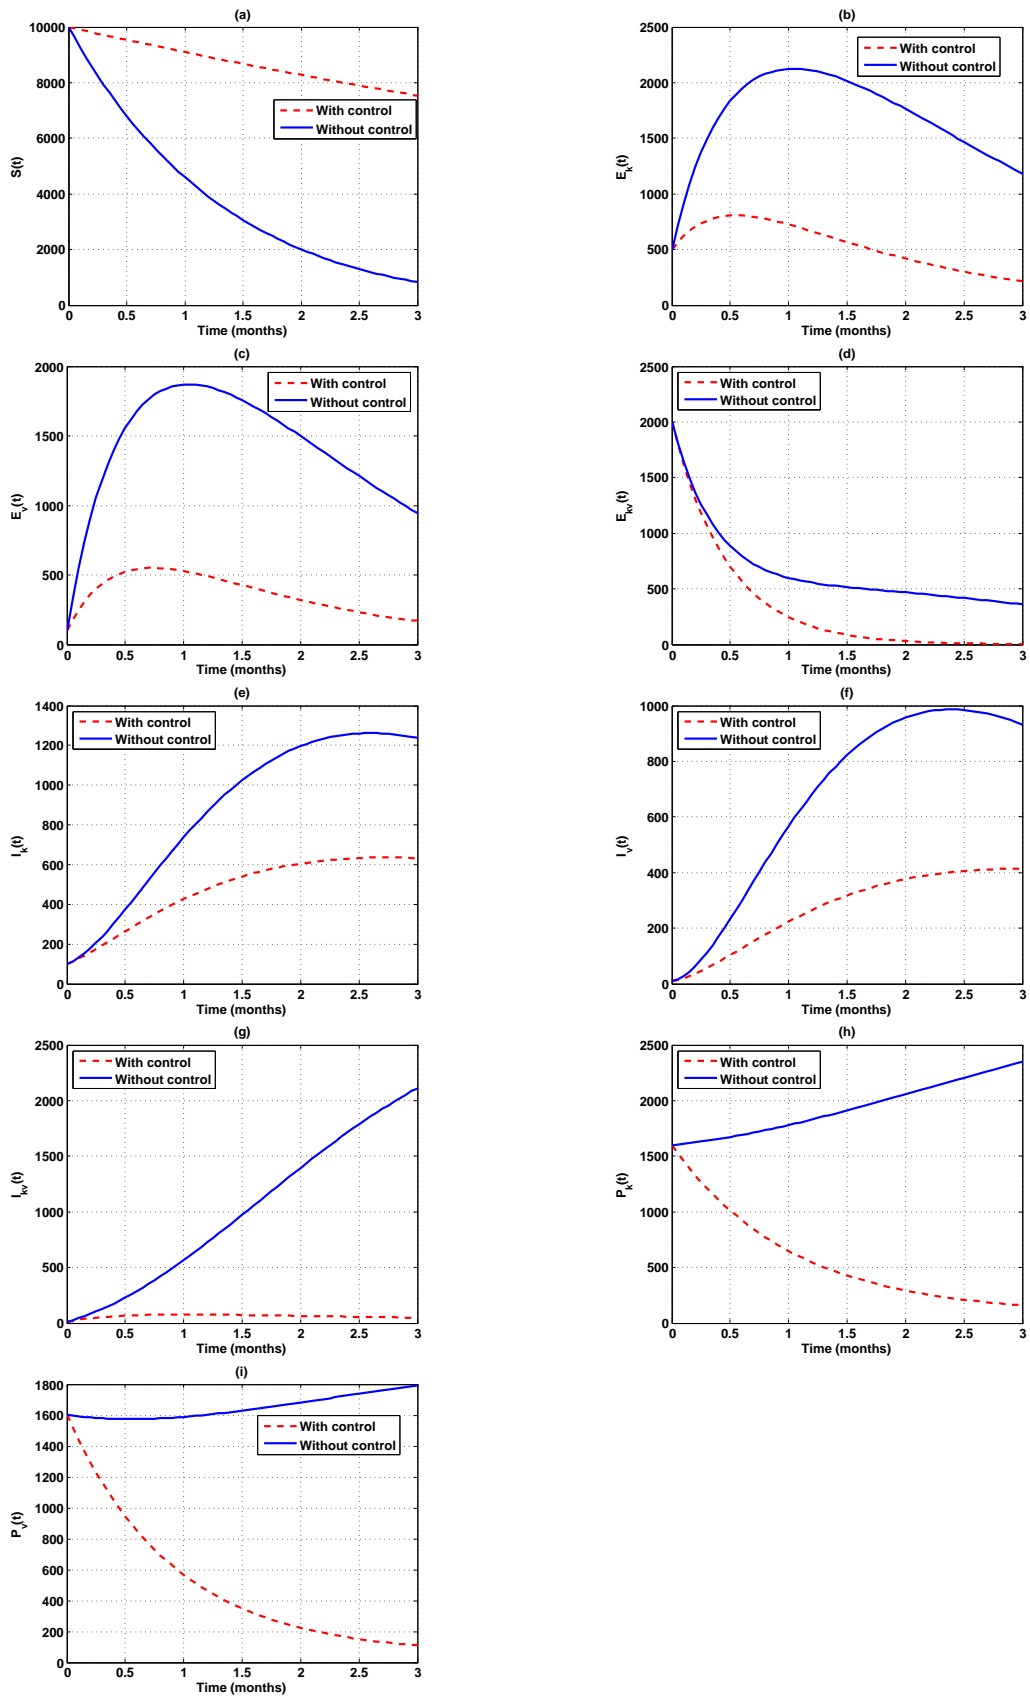 (a)
10000
8000
6000
4000
2000
0
S(t)
With control
Without control
0 0.5 1 1.5 2 2.5 3
Time (months)
(b)
2500
2000
1500
1000
500
0
E_k(t)
With control
Without control
0 0.5 1 1.5 2 2.5 3
Time (months)
(c)
2000
1500
1000
500
0
E_v(t)
With control
Without control
0 0.5 1 1.5 2 2.5 3
Time (months)
(d)
2500
2000
1500
1000
500
0
E_kv(t)
With control
Without control
0 0.5 1 1.5 2 2.5 3
Time (months)
(e)
1400
1200
1000
800
600
400
200
0
I_k(t)
With control
Without control
0 0.5 1 1.5 2 2.5 3
Time (months)
(f)
1000
800
600
400
200
0
I_v(t)
With control
Without control
0 0.5 1 1.5 2 2.5 3
Time (months)
(g)
2500
2000
1500
1000
500
0
I_kv(t)
With control
Without control
0 0.5 1 1.5 2 2.5 3
Time (months)
(h)
2500
2000
1500
1000
500
0
P_k(t)
With control
Without control
0 0.5 1 1.5 2 2.5 3
Time (months)
(i)
1800
1600
1400
1200
1000
800
600
400
200
0
P_v(t)
With control
Without control
0 0.5 1 1.5 2 2.5 3
Time (months)